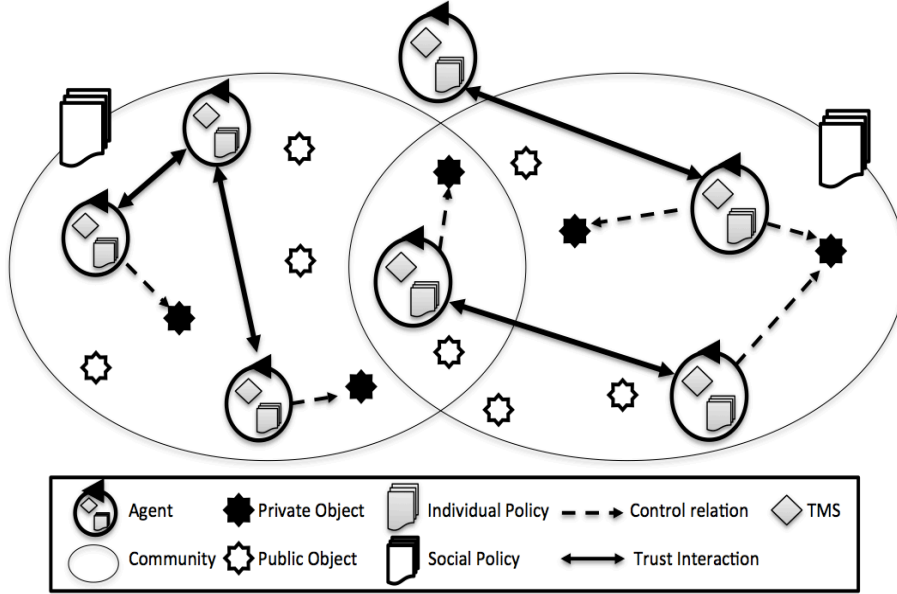 Agent Private Object Individual Policy Control relation TMS
Community Public Object Social Policy Trust Interaction